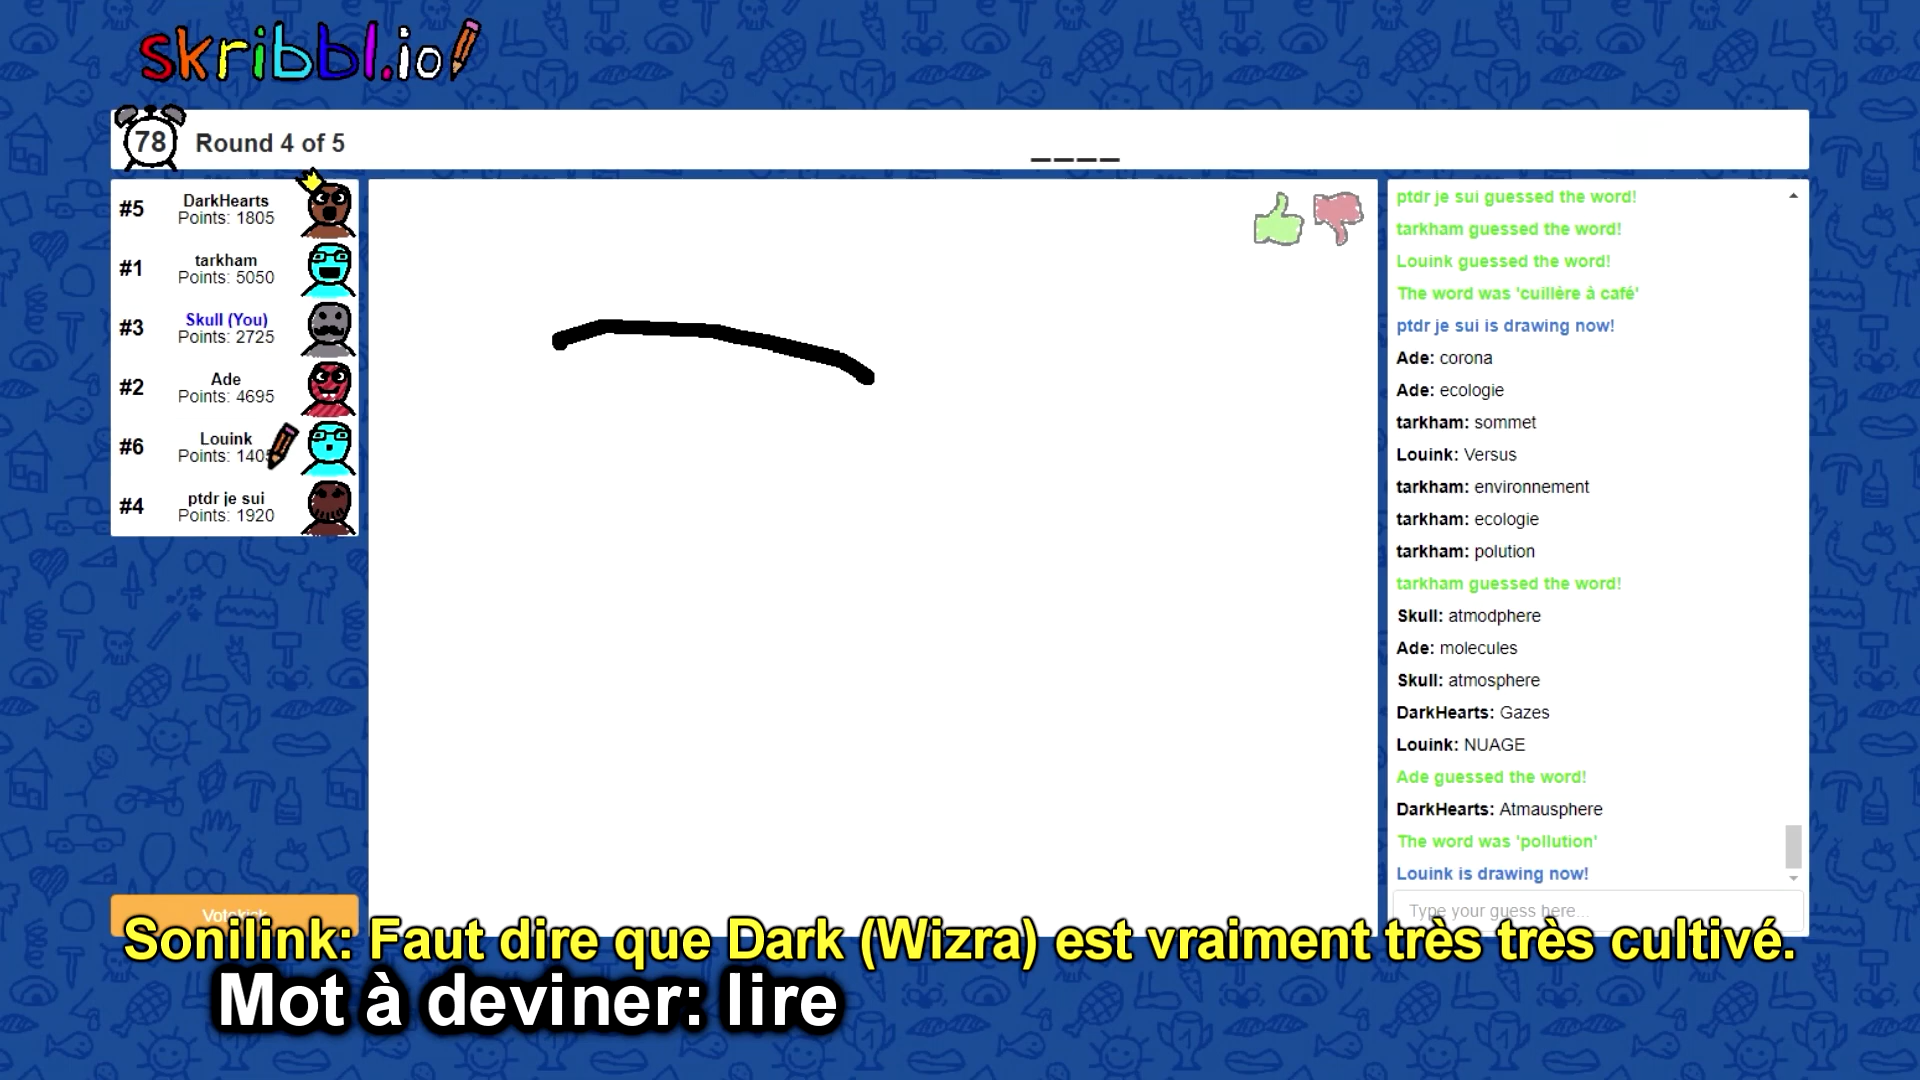 skribbl.io
78
Round 4 of 5
____
#5
DarkHearts
Points: 1805
#1
tarkham
Points: 5050
#3
Skull (You)
Points: 2725
#2
Ade
Points: 4695
#6
Louink
Points: 1405
#4
ptdr je sui
Points: 1920
ptdr je sui guessed the word!
tarkham guessed the word!
Louink guessed the word!
The word was 'cuillère à café'
ptdr je sui is drawing now!
Ade: corona
Ade: ecologie
tarkham: sommet
Louink: Versus
tarkham: environnement
tarkham: ecologie
tarkham: polution
tarkham guessed the word!
Skull: atmodphere
Ade: molecules
Skull: atmosphere
DarkHearts: Gazes
Louink: NUAGE
Ade guessed the word!
DarkHearts: Atmausphere
The word was 'pollution'
Louink is drawing now!
Votekick
Type your guess here...
Sonilink: Faut dire que Dark (Wizra) est vraiment très très cultivé.
Mot à deviner: lire